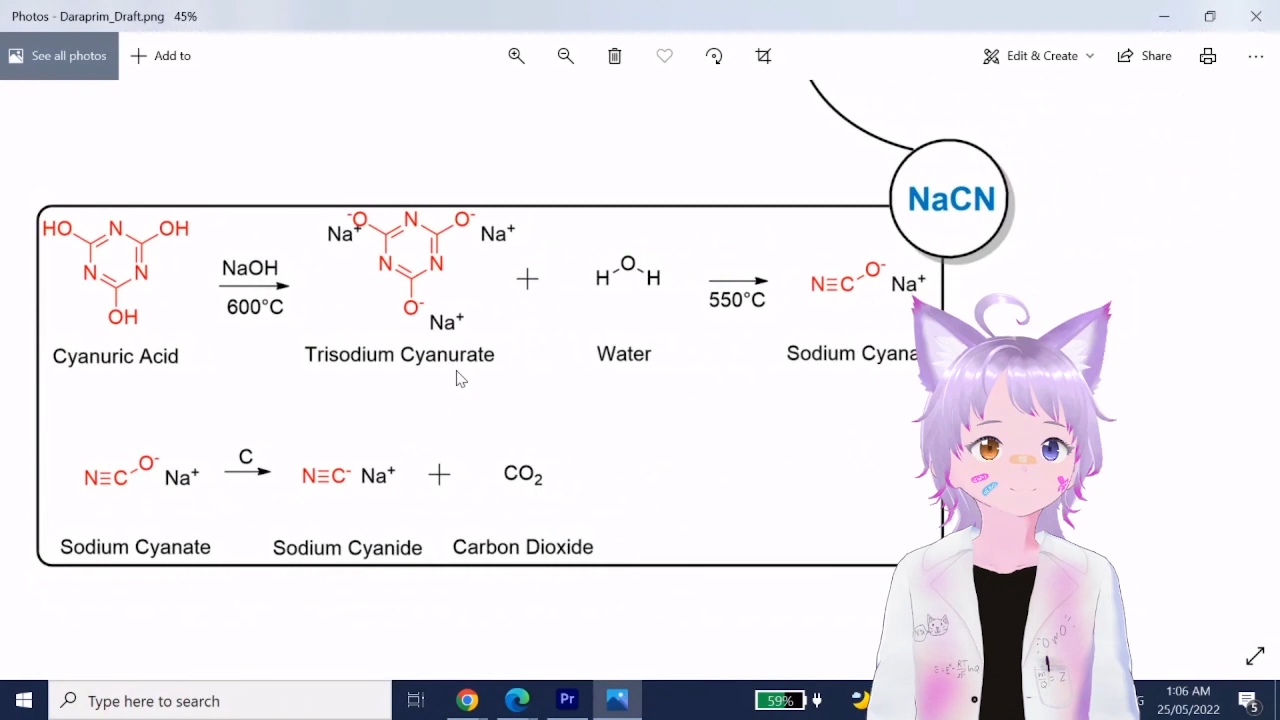 Photos - Daraprim_Draft.png 45%
See all photos
Add to
Edit & Create
Share
NaCN
HO N OH
N N
OH
NaOH
600°C
-O N O-
Na+ Na+
N N
O-
Na+
+
H O H
550°C
N≡C O- Na+
Cyanuric Acid
Trisodium Cyanurate
Water
Sodium Cyana
N≡C O- Na+
C
N≡C- Na+
+
CO2
Sodium Cyanate
Sodium Cyanide
Carbon Dioxide
Type here to search
Pr
59%
G
1:06 AM
25/05/2022
5